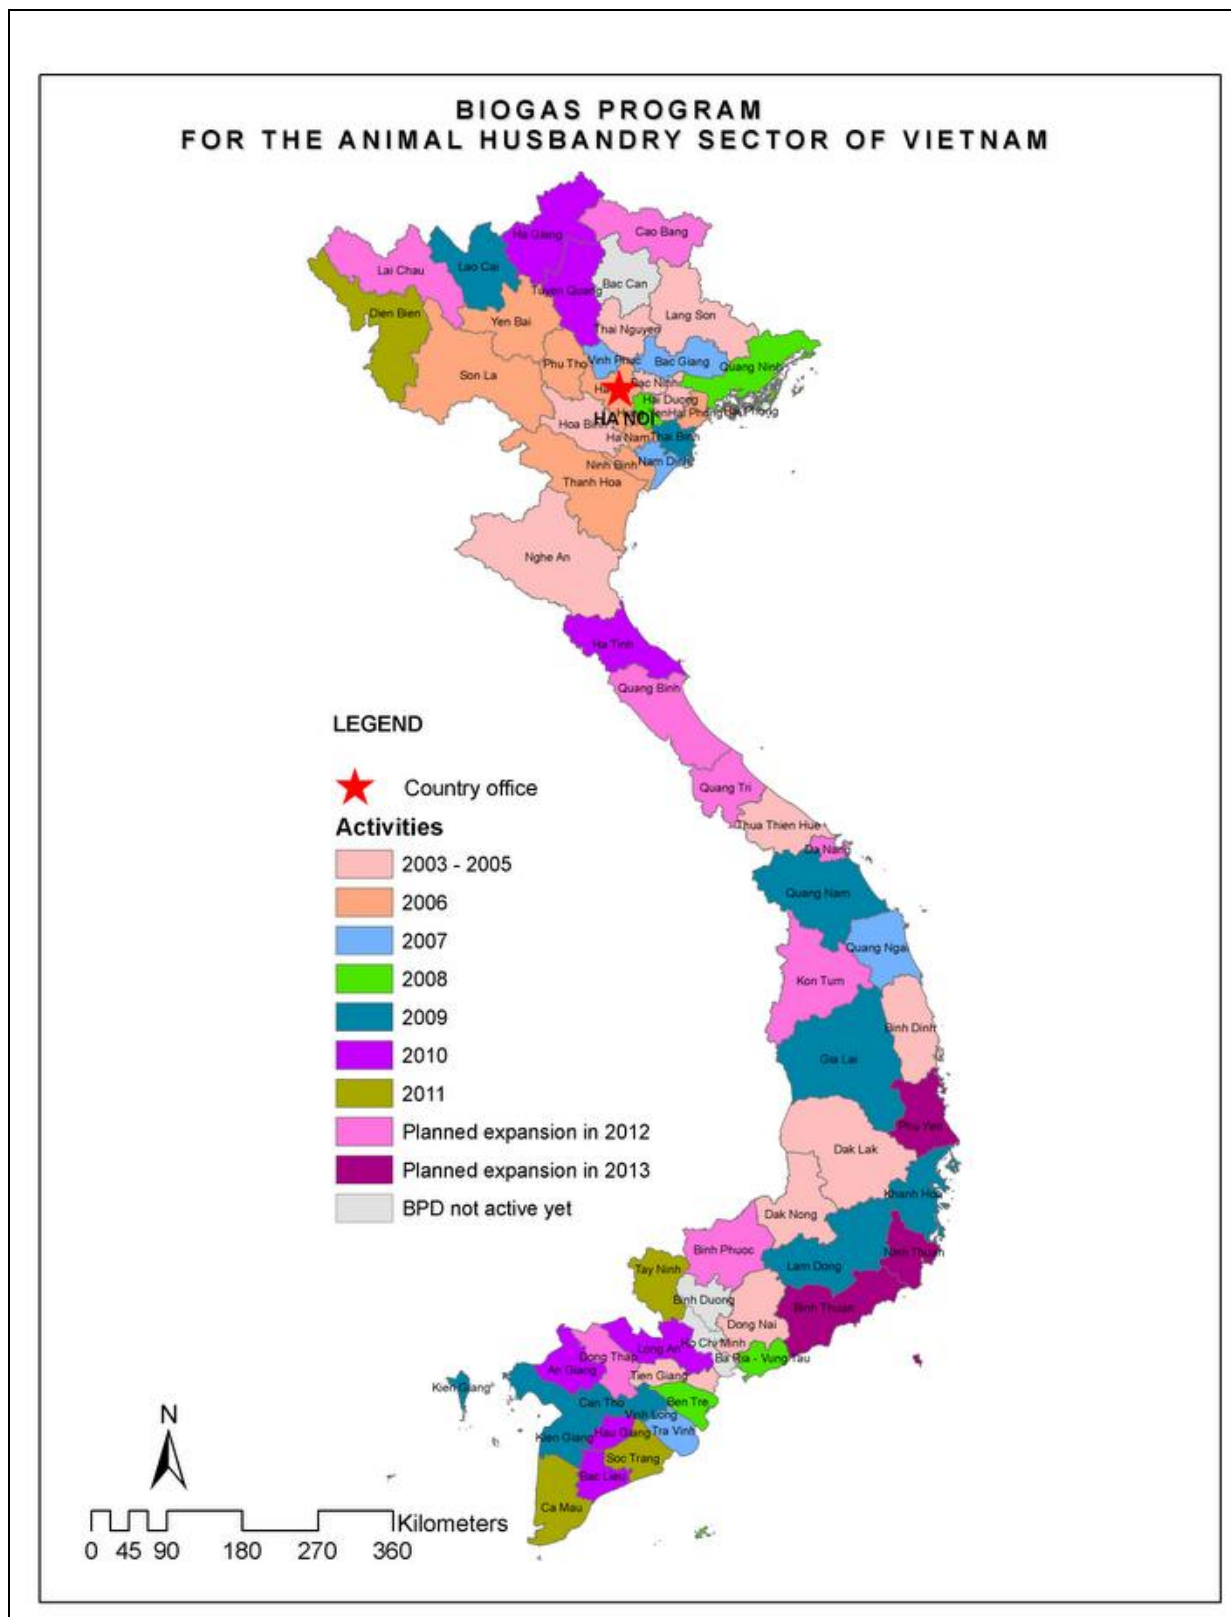 BIOGAS PROGRAM
FOR THE ANIMAL HUSBANDRY SECTOR OF VIETNAM
Ha Giang
Cao Bang
Lao Cai
Lai Chau
Bac Can
Tuyen Quang
Dien Bien
Lang Son
Yen Bai
Thai Nguyen
Vinh Phuc
Bac Giang
Phu Tho
Quang Ninh
Son La
Bac Ninh
Hai Duong
Hai Phong
Hai Phong
HA NOI
Hoa Binh
Ha Nam
Thai Binh
Nam Dinh
Ninh Binh
Thanh Hoa
Nghe An
Ha Tinh
Quang Binh
LEGEND
Country office
Activities
2003 - 2005
2006
2007
2008
2009
2010
2011
Planned expansion in 2012
Planned expansion in 2013
BPD not active yet
Quang Tri
Thua Thien Hue
Da Nang
Quang Nam
Quang Ngai
Kon Tum
Binh Dinh
Gia Lai
Phu Yen
Dak Lak
Khanh Hoa
Dak Nong
Binh Phuoc
Ninh Thuan
Lam Dong
Tay Ninh
Binh Duong
Binh Thuan
Dong Nai
Ho Chi Minh
Long An
Dong Thap
Ba Ria - Vung Tau
An Giang
Tien Giang
Kien Giang
Can Tho
Ben Tre
Vinh Long
Kien Giang
Hau Giang
Tra Vinh
Soc Trang
Bac Lieu
Ca Mau
N
Kilometers
0 45 90 180 270 360